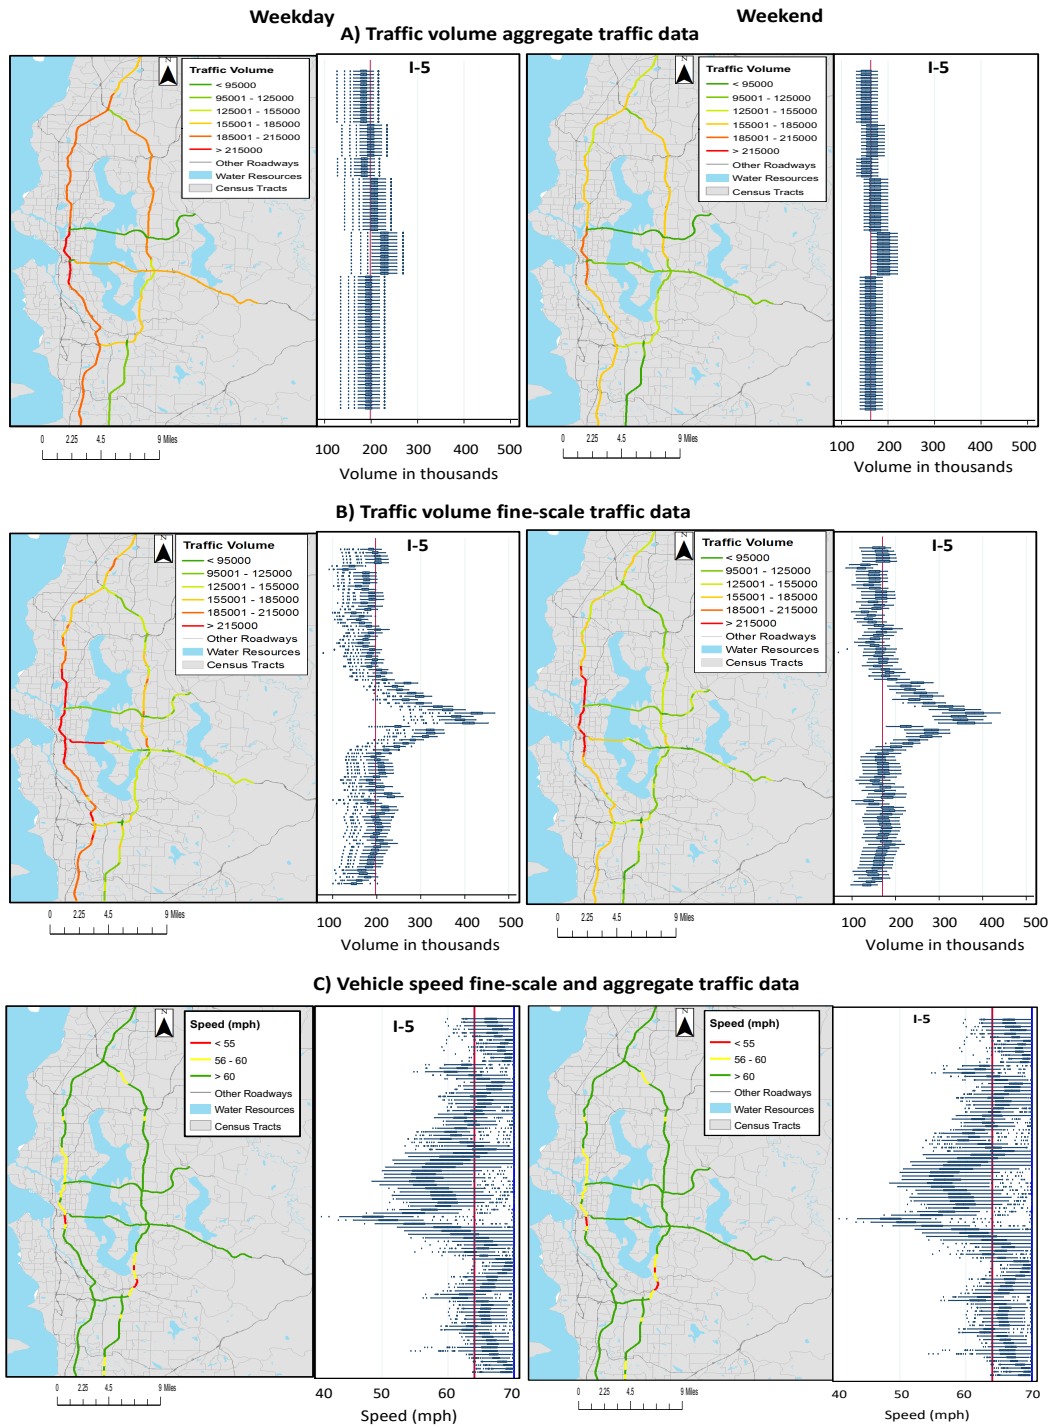 Weekday
Weekend
A) Traffic volume aggregate traffic data
N
Traffic Volume
< 95000
95001 - 125000
125001 - 155000
155001 - 185000
185001 - 215000
> 215000
Other Roadways
Water Resources
Census Tracts
0 2.25 4.5 9 Miles
I-5
100 200 300 400 500
Volume in thousands
N
Traffic Volume
< 95000
95001 - 125000
125001 - 155000
155001 - 185000
185001 - 215000
> 215000
Other Roadways
Water Resources
Census Tracts
0 2.25 4.5 9 Miles
I-5
100 200 300 400 500
Volume in thousands
B) Traffic volume fine-scale traffic data
N
Traffic Volume
< 95000
95001 - 125000
125001 - 155000
155001 - 185000
185001 - 215000
> 215000
Other Roadways
Water Resources
Census Tracts
0 2.25 4.5 9 Miles
I-5
100 200 300 400 500
Volume in thousands
N
Traffic Volume
< 95000
95001 - 125000
125001 - 155000
155001 - 185000
185001 - 215000
> 215000
Other Roadways
Water Resources
Census Tracts
0 2.25 4.5 9 Miles
I-5
100 200 300 400 500
Volume in thousands
C) Vehicle speed fine-scale and aggregate traffic data
N
Speed (mph)
< 55
56 - 60
> 60
Other Roadways
Water Resources
Census Tracts
0 2.25 4.5 9 Miles
I-5
40 50 60 70
Speed (mph)
N
Speed (mph)
< 55
56 - 60
> 60
Other Roadways
Water Resources
Census Tracts
0 2.25 4.5 9 Miles
I-5
40 50 60 70
Speed (mph)